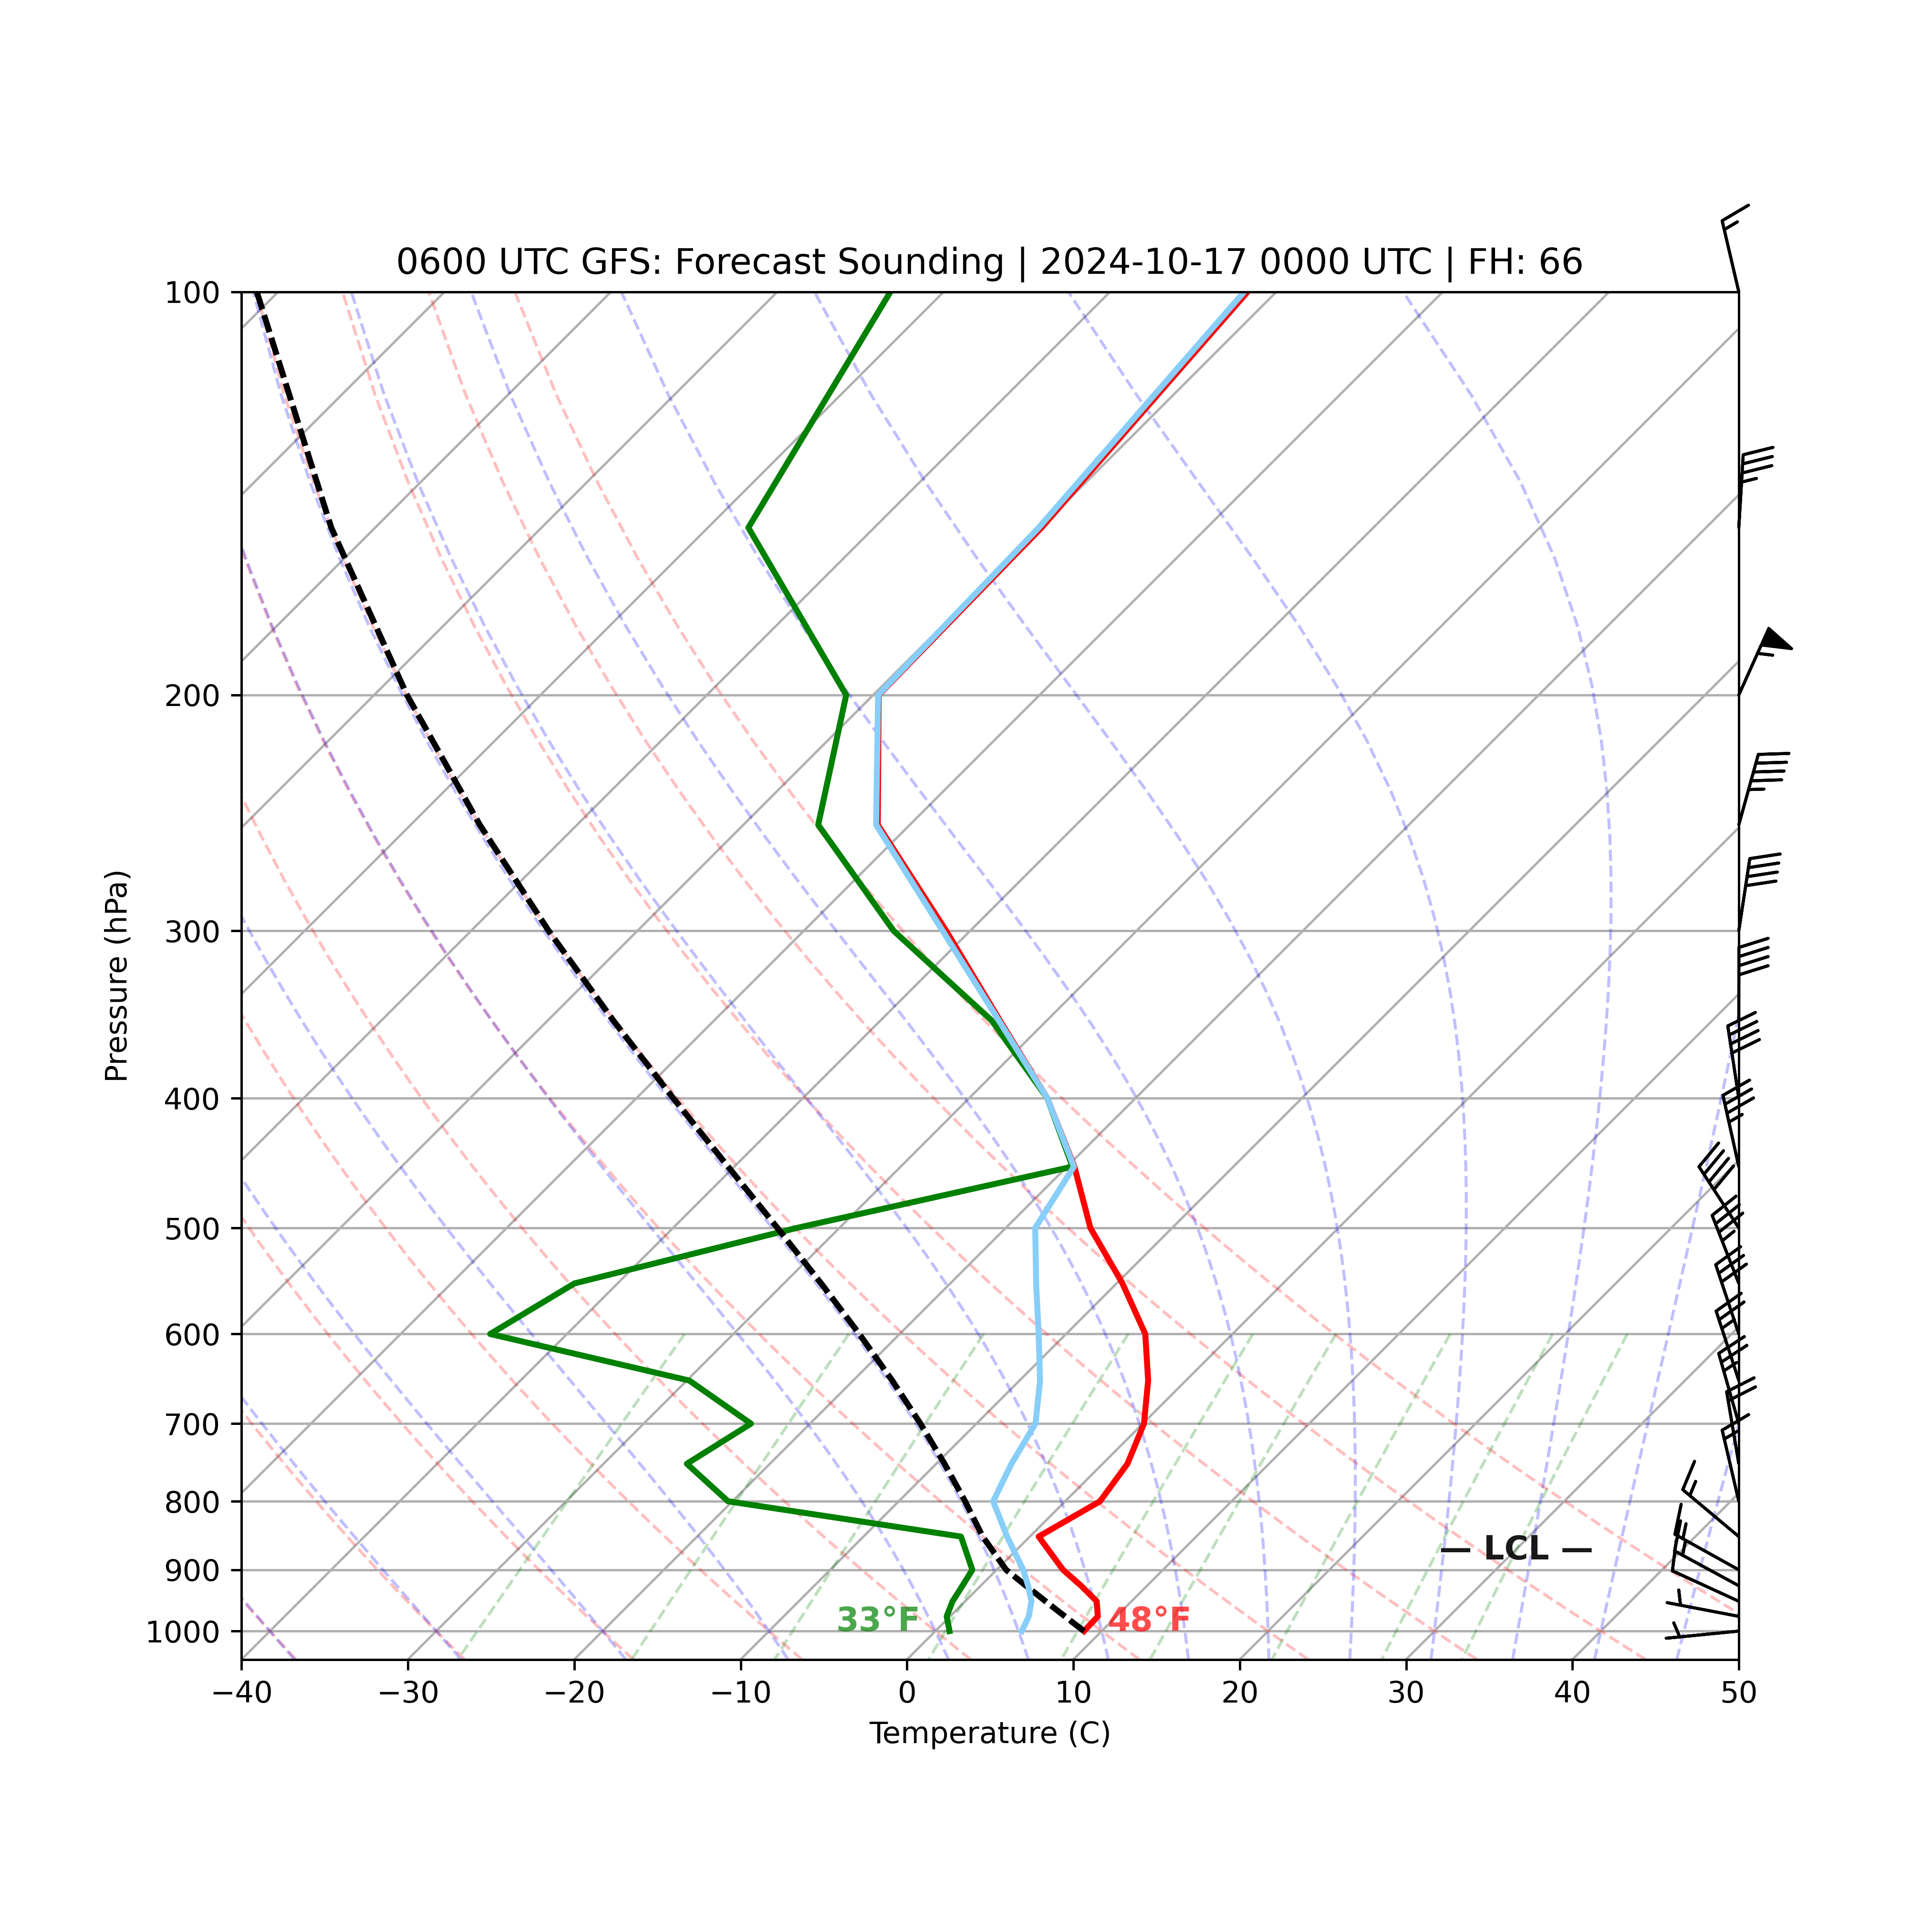 0600 UTC GFS: Forecast Sounding | 2024-10-17 0000 UTC | FH: 66
100
200
300
400
500
600
700
800
900
1000
Pressure (hPa)
— LCL —
33°F
48°F
−40 −30 −20 −10 0 10 20 30 40 50
Temperature (C)